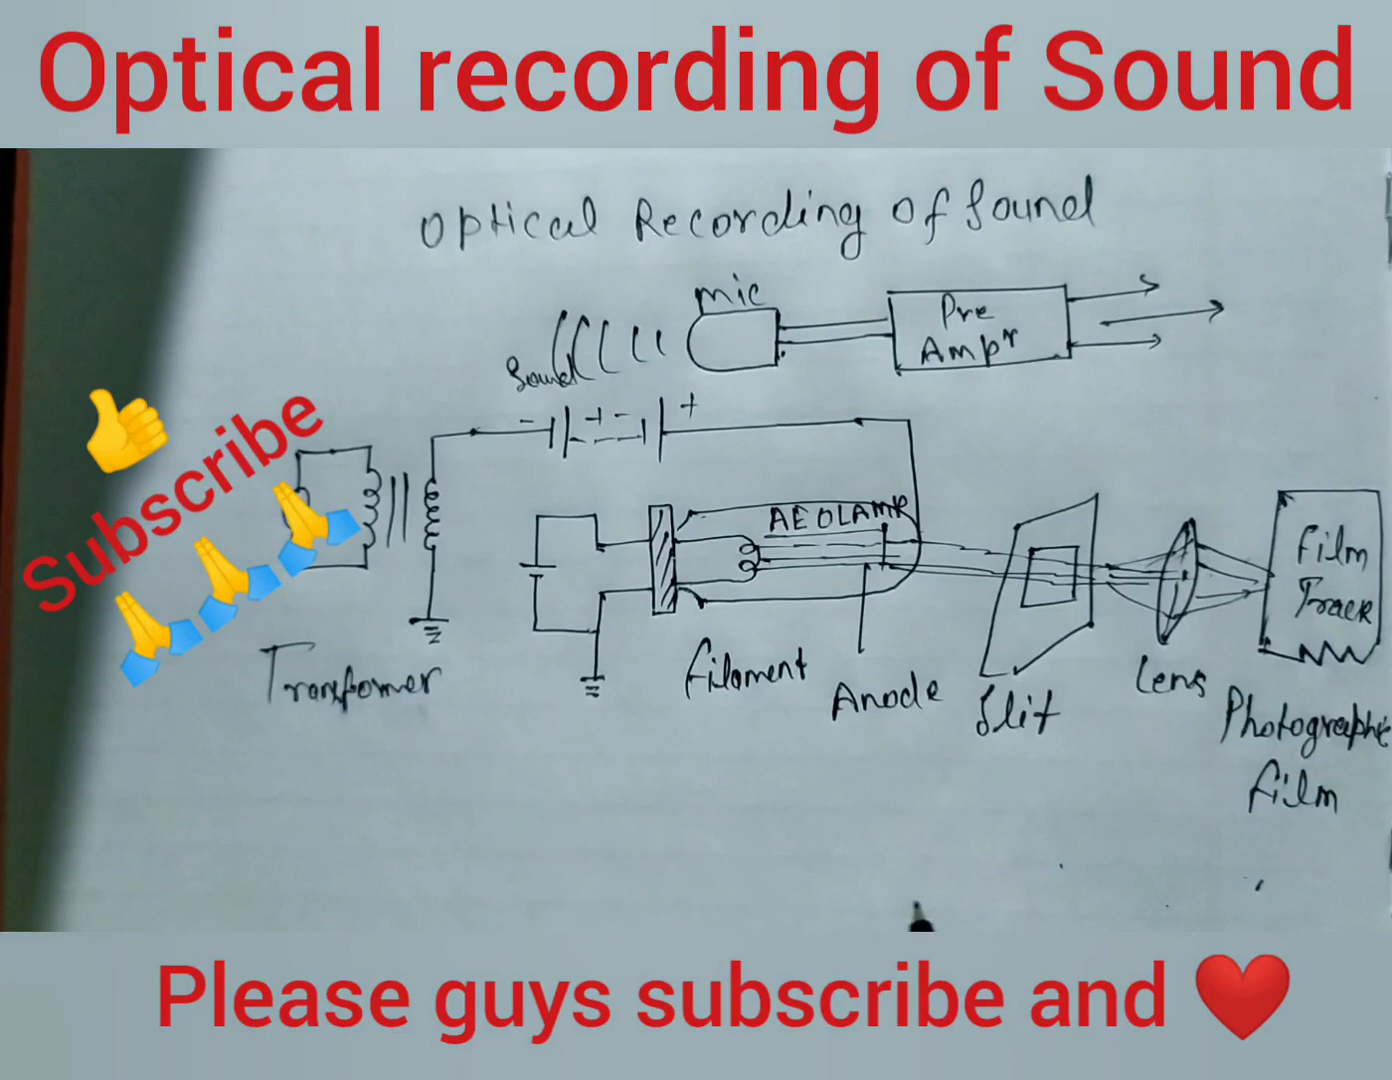 Optical recording of Sound
Optical Recording of Sound
mic
Pre
Ampr
Sound
- + - +
Subscribe
AEOLAMP
Film
Track
Tranfomer
Filament
Anode
Slit
Lens
Photographic
film
Please guys subscribe and ❤